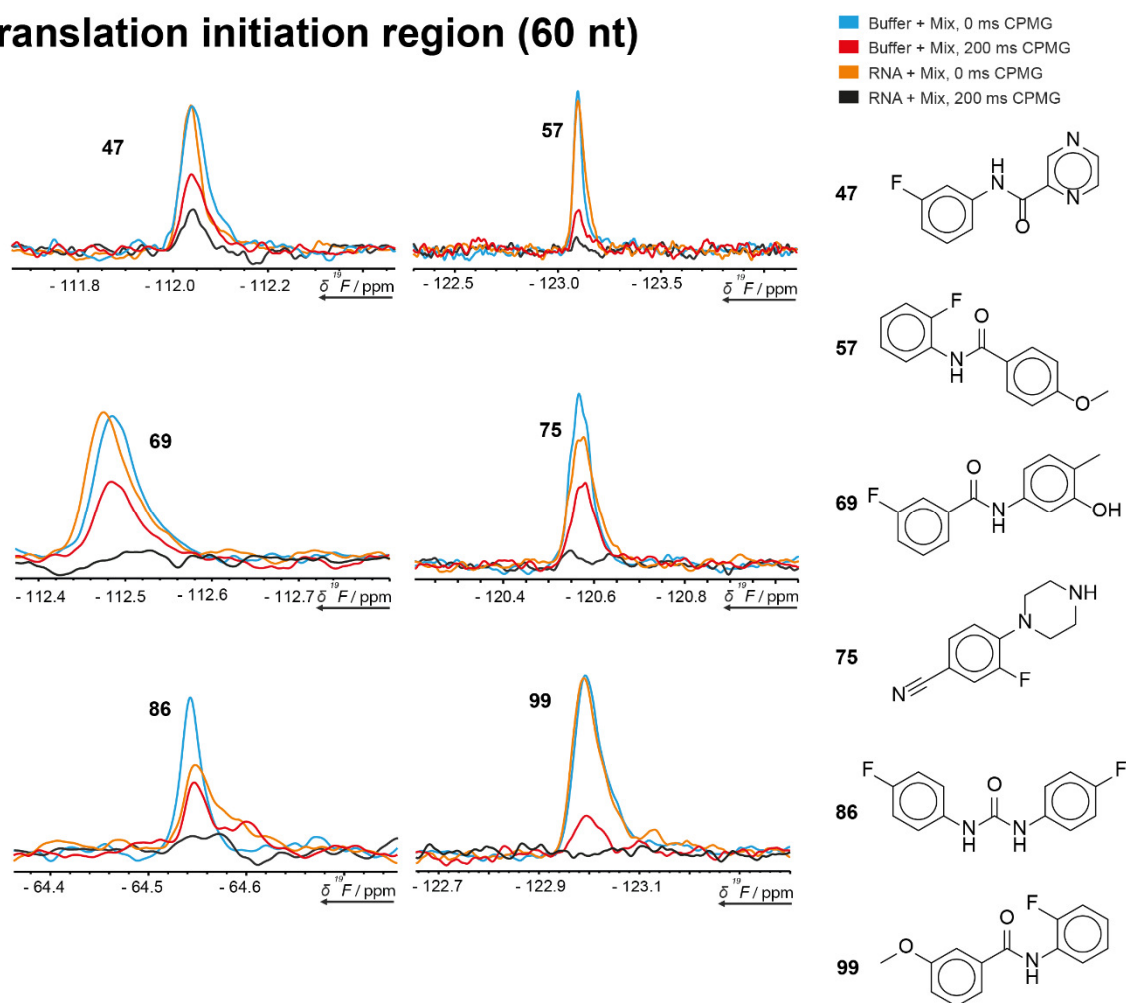 ranslation initiation region (60 nt)
Buffer + Mix, 0 ms CPMG
Buffer + Mix, 200 ms CPMG
RNA + Mix, 0 ms CPMG
RNA + Mix, 200 ms CPMG
47
- 111.8 - 112.0 - 112.2 δ ¹⁹F / ppm
57
- 122.5 - 123.0 - 123.5 δ ¹⁹F / ppm
69
- 112.4 - 112.5 - 112.6 - 112.7 δ ¹⁹F / ppm
75
- 120.4 - 120.6 - 120.8 δ ¹⁹F / ppm
86
- 64.4 - 64.5 - 64.6 δ ¹⁹F / ppm
99
- 122.7 - 122.9 - 123.1 δ ¹⁹F / ppm
47
F
H
N
O
N
N
57
F
O
N
H
O
69
F
O
N
H
OH
75
NH
N
F
N
86
F
O
F
N
H
N
H
99
O
O
F
N
H